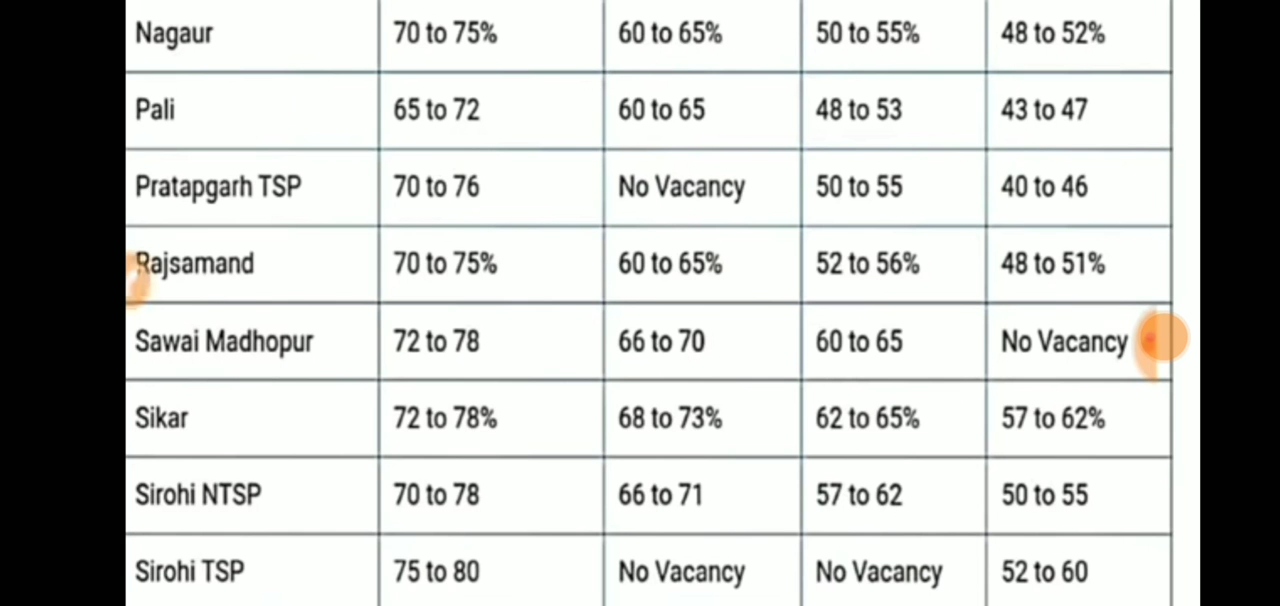 Nagaur 70 to 75% 60 to 65% 50 to 55% 48 to 52%
Pali 65 to 72 60 to 65 48 to 53 43 to 47
Pratapgarh TSP 70 to 76 No Vacancy 50 to 55 40 to 46
Rajsamand 70 to 75% 60 to 65% 52 to 56% 48 to 51%
Sawai Madhopur 72 to 78 66 to 70 60 to 65 No Vacancy
Sikar 72 to 78% 68 to 73% 62 to 65% 57 to 62%
Sirohi NTSP 70 to 78 66 to 71 57 to 62 50 to 55
Sirohi TSP 75 to 80 No Vacancy No Vacancy 52 to 60